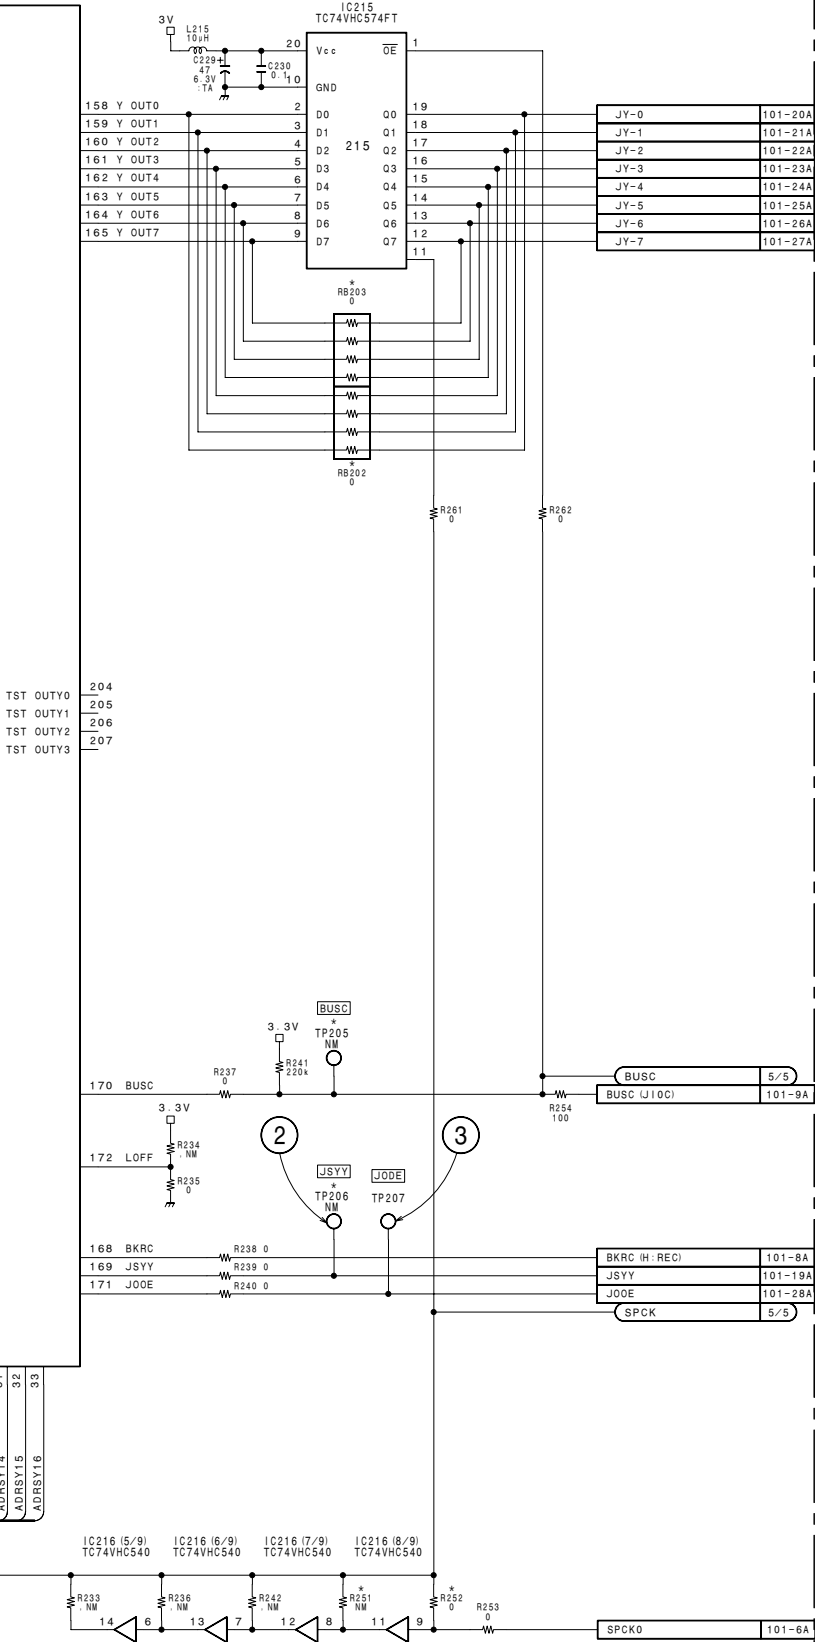 IC215
TC74VHC574FT
3V
L215
10μH
C229+
47
6.3V
:TA
C230
0.1
20 Vcc
OE 1
10 GND
158 Y OUT0 2 D0 Q0 19 JY-0 101-20A
159 Y OUT1 3 D1 Q1 18 JY-1 101-21A
160 Y OUT2 4 D2 215 Q2 17 JY-2 101-22A
161 Y OUT3 5 D3 Q3 16 JY-3 101-23A
162 Y OUT4 6 D4 Q4 15 JY-4 101-24A
163 Y OUT5 7 D5 Q5 14 JY-5 101-25A
164 Y OUT6 8 D6 Q6 13 JY-6 101-26A
165 Y OUT7 9 D7 Q7 12 JY-7 101-27A
11
*
RB203
0
*
RB202
0
R261
0
R262
0
TST OUTY0 204
TST OUTY1 205
TST OUTY2 206
TST OUTY3 207
BUSC
*
TP205
NM
3.3V
R241
220k
R237
0
170 BUSC
BUSC 5/5
BUSC (JIOC) 101-9A
R254
100
3.3V
R234
. NM
172 LOFF
R235
0
2
3
JSYY
*
TP206
NM
JODE
TP207
168 BKRC R238 0 BKRC (H:REC) 101-8A
169 JSYY R239 0 JSYY 101-19A
171 JOOE R240 0 JOOE 101-28A
SPCK 5/5
32
33
ADRSY14
ADRSY15
ADRSY16
IC216 (5/9)
TC74VHC540
IC216 (6/9)
TC74VHC540
IC216 (7/9)
TC74VHC540
IC216 (8/9)
TC74VHC540
R233
. NM
R236
. NM
R242
. NM
*
R251
NM
*
R252
0
R253
0
14 6 13 7 12 8 11 9
SPCKO 101-6A